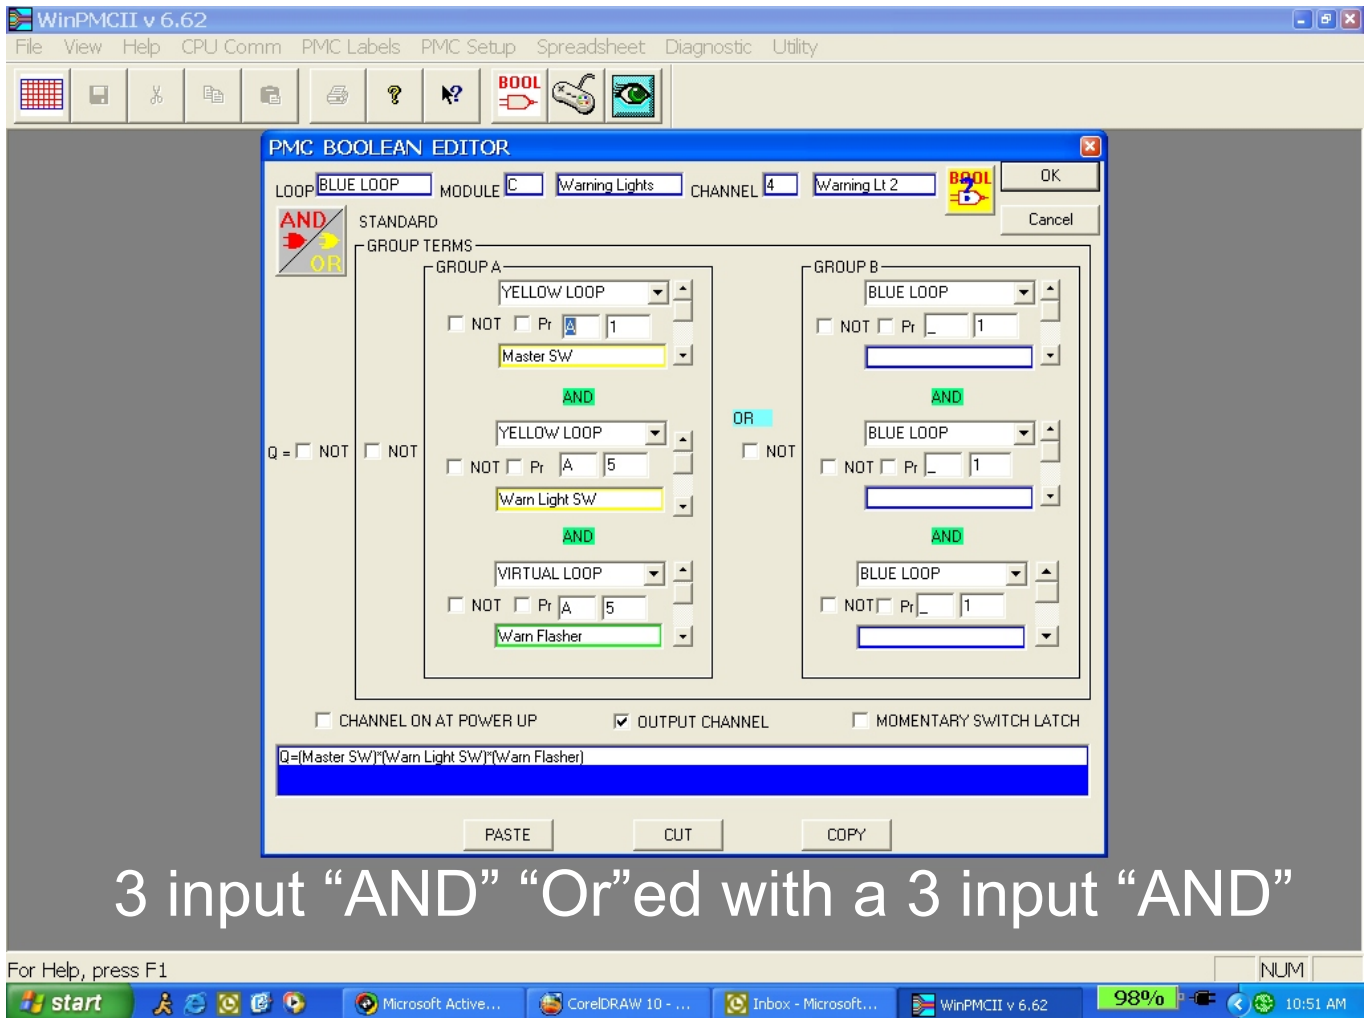 WinPMCII v 6.62
File View Help CPU Comm PMC Labels PMC Setup Spreadsheet Diagnostic Utility
? ? BOOL
PMC BOOLEAN EDITOR
LOOP BLUE LOOP MODULE C Warning Lights CHANNEL 4 Warning Lt 2 BOOL ? OK
AND OR STANDARD Cancel
GROUP TERMS
GROUP A GROUP B
YELLOW LOOP BLUE LOOP
NOT Pr A 1 NOT Pr _ 1
Master SW
AND AND
OR
YELLOW LOOP BLUE LOOP
Q = NOT NOT NOT
NOT Pr A 5 NOT Pr _ 1
Warn Light SW
AND AND
VIRTUAL LOOP BLUE LOOP
NOT Pr A 5 NOT Pr _ 1
Warn Flasher
CHANNEL ON AT POWER UP OUTPUT CHANNEL MOMENTARY SWITCH LATCH
Q=(Master SW)*(Warn Light SW)*(Warn Flasher)
PASTE CUT COPY
3 input “AND” “Or”ed with a 3 input “AND”
For Help, press F1 NUM
start Microsoft Active... CorelDRAW 10 - ... Inbox - Microsoft... WinPMCII v 6.62 98% 10:51 AM